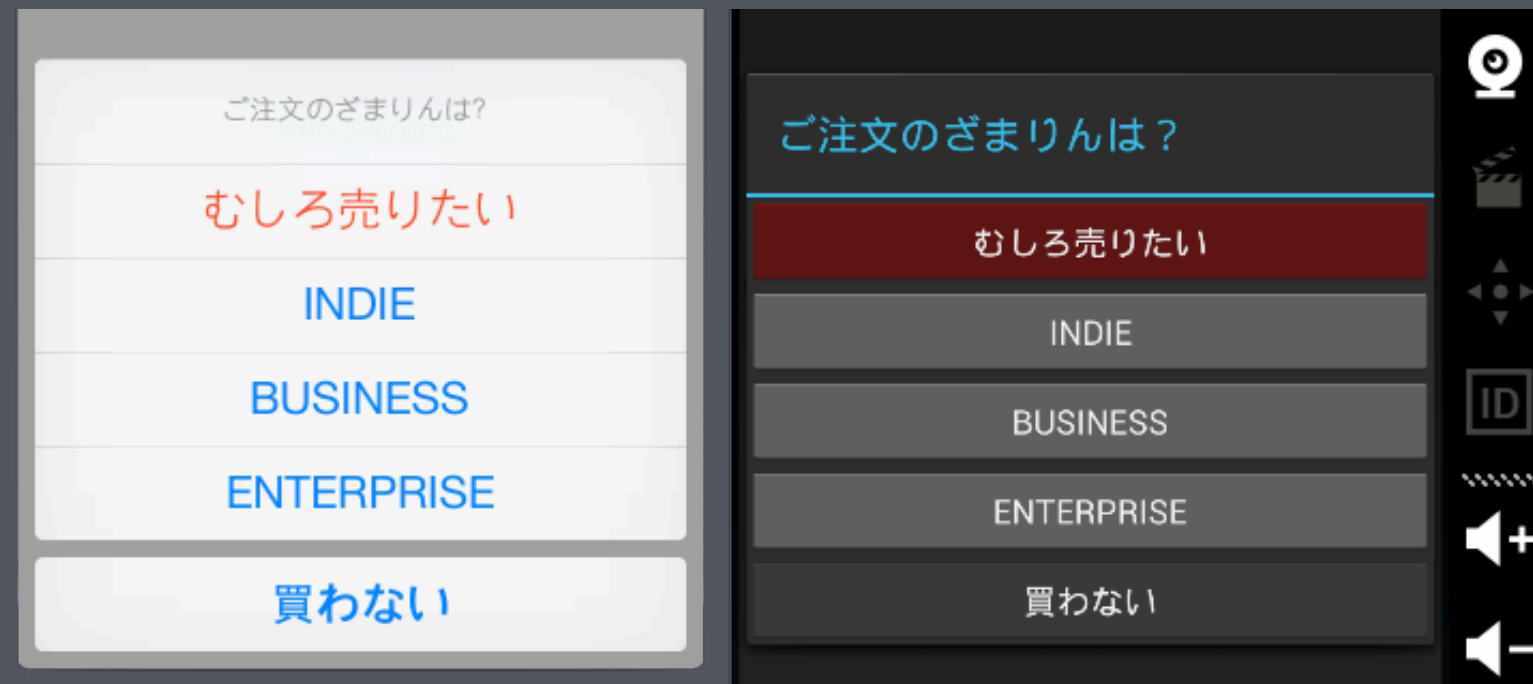 ご注文のざまりんは?
むしろ売りたい
INDIE
BUSINESS
ENTERPRISE
買わない
ご注文のざまりんは？
むしろ売りたい
INDIE
BUSINESS
ENTERPRISE
買わない
ID